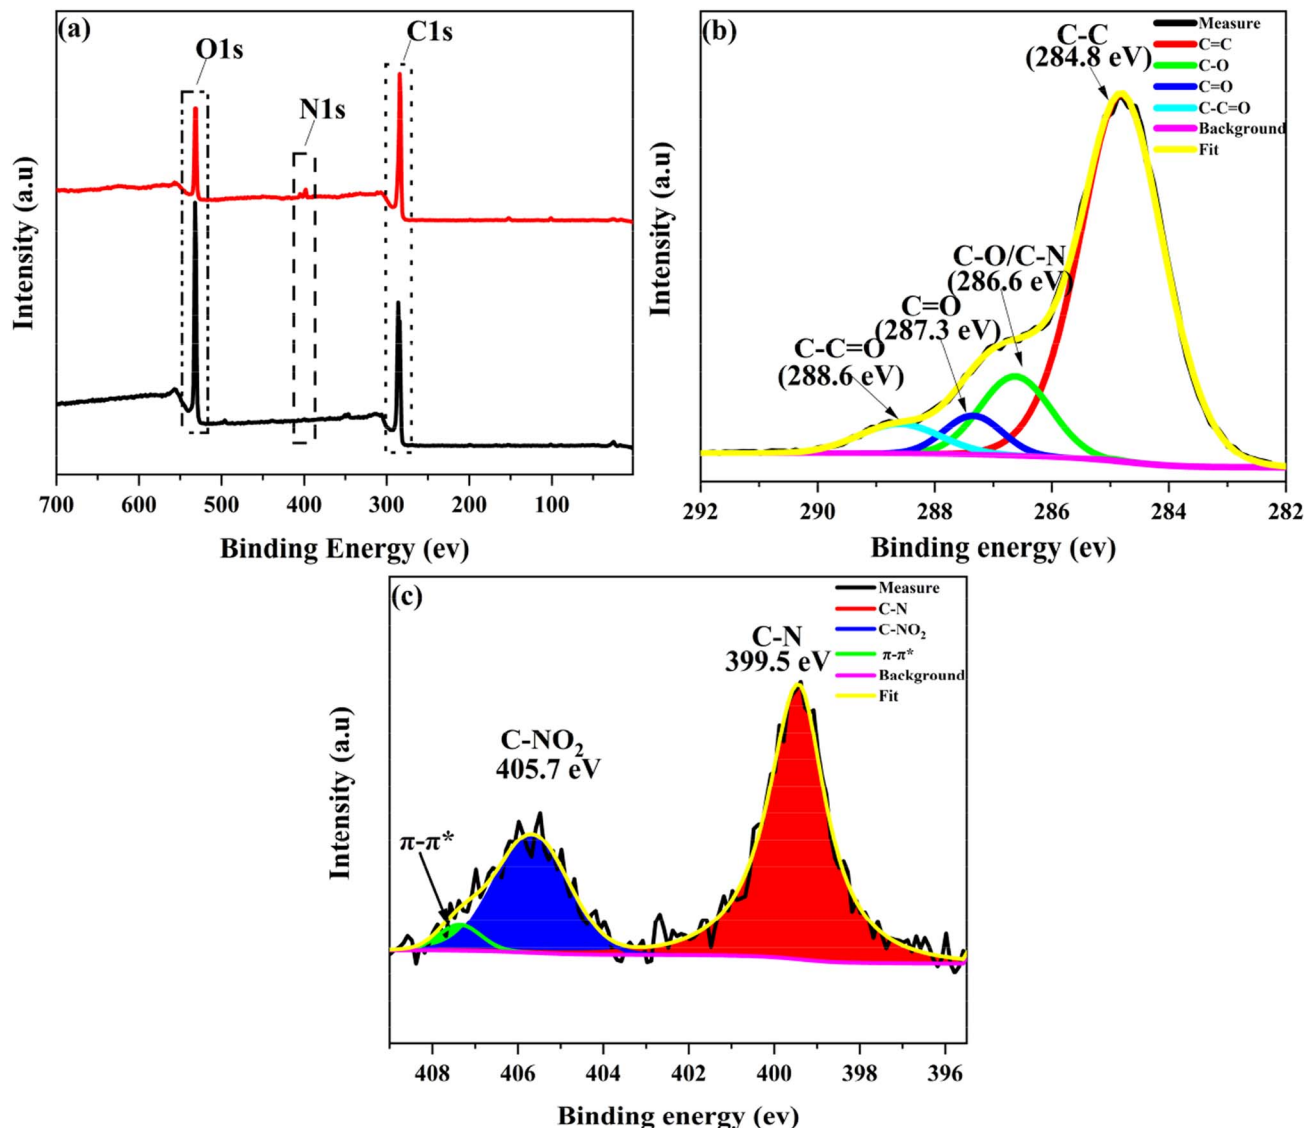 (a)
O1s
N1s
C1s
Intensity (a.u)
700 600 500 400 300 200 100
Binding Energy (ev)
(b)
C-C
(284.8 eV)
C-O/C-N
(286.6 eV)
C=O
(287.3 eV)
C-C=O
(288.6 eV)
Measure
C=C
C-O
C=O
C-C=O
Background
Fit
Intensity (a.u)
292 290 288 286 284 282
Binding energy (ev)
(c)
C-N
399.5 eV
C-NO₂
405.7 eV
π-π*
Measure
C-N
C-NO₂
π-π*
Background
Fit
Intensity (a.u)
408 406 404 402 400 398 396
Binding energy (ev)